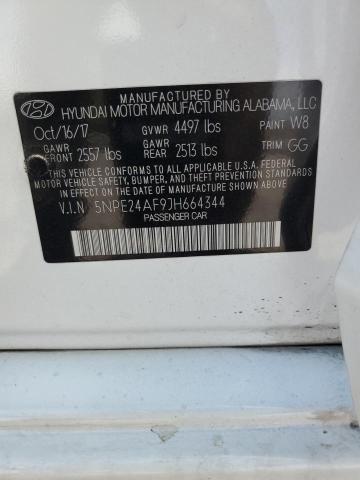 MANUFACTURED BY
HYUNDAI MOTOR MANUFACTURING ALABAMA, LLC
Oct/16/17 GVWR 4497 lbs PAINT W8
GAWR FRONT 2557 lbs GAWR REAR 2513 lbs TRIM GG
THIS VEHICLE CONFORMS TO ALL APPLICABLE U.S. FEDERAL
MOTOR VEHICLE SAFETY, BUMPER, AND THEFT PREVENTION
STANDARDS IN EFFECT ON THE DATE OF MANUFACTURE SHOWN ABOVE.
V.I.N 5NPE24AF9JH664344
PASSENGER CAR